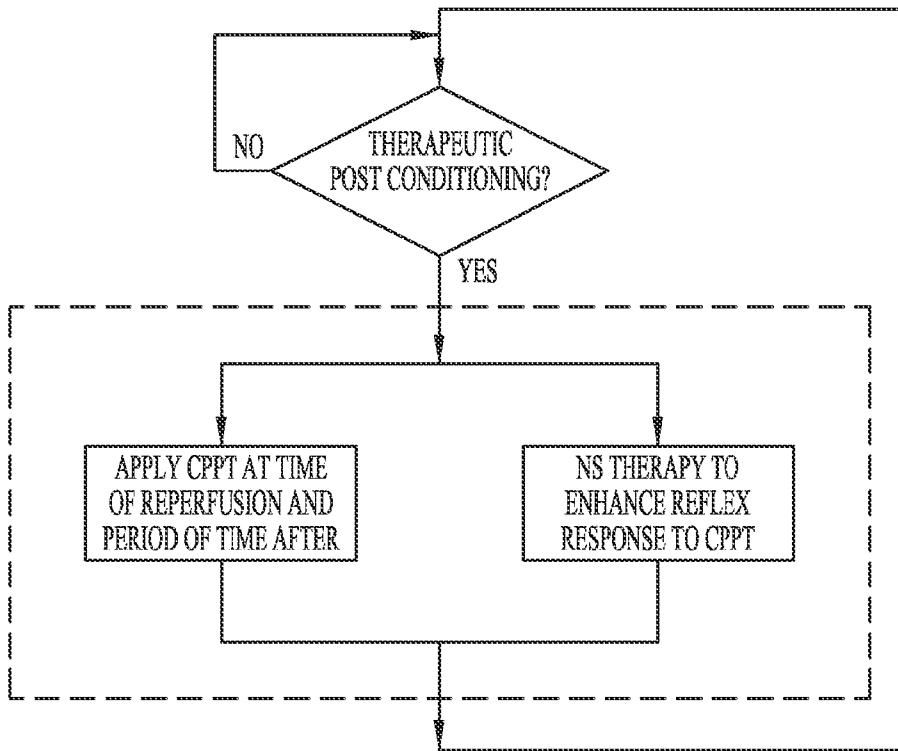 THERAPEUTIC
POST CONDITIONING?
NO
YES
APPLY CPPT AT TIME
OF REPERFUSION AND
PERIOD OF TIME AFTER
NS THERAPY TO
ENHANCE REFLEX
RESPONSE TO CPPT